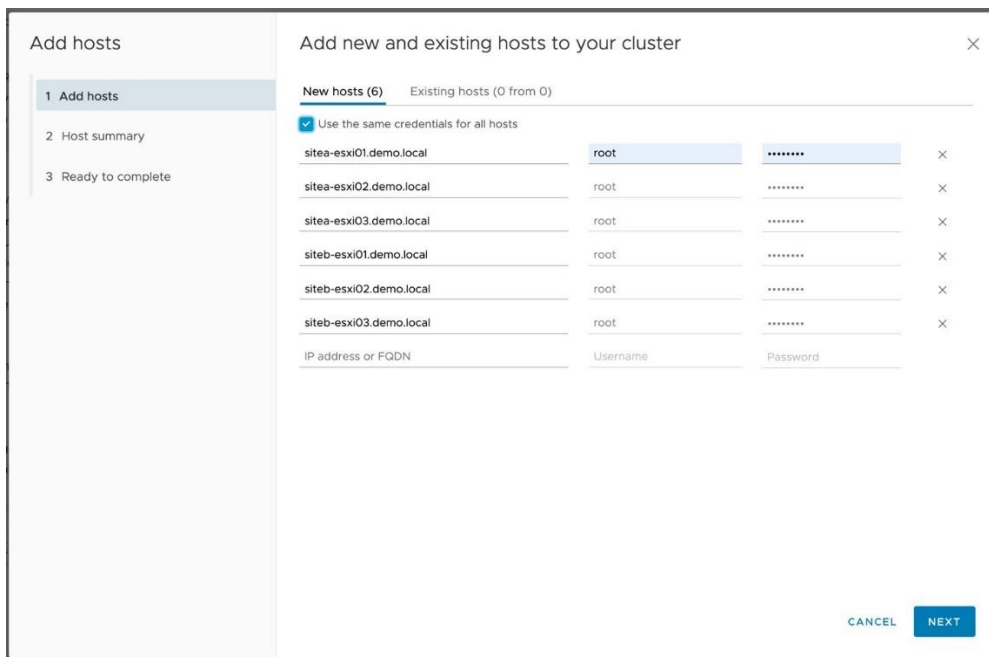 Add hosts
1 Add hosts
2 Host summary
3 Ready to complete
Add new and existing hosts to your cluster
New hosts (6) Existing hosts (0 from 0)
Use the same credentials for all hosts
sitea-esxi01.demo.local root ••••••••
sitea-esxi02.demo.local root ••••••••
sitea-esxi03.demo.local root ••••••••
siteb-esxi01.demo.local root ••••••••
siteb-esxi02.demo.local root ••••••••
siteb-esxi03.demo.local root ••••••••
IP address or FQDN Username Password
CANCEL NEXT